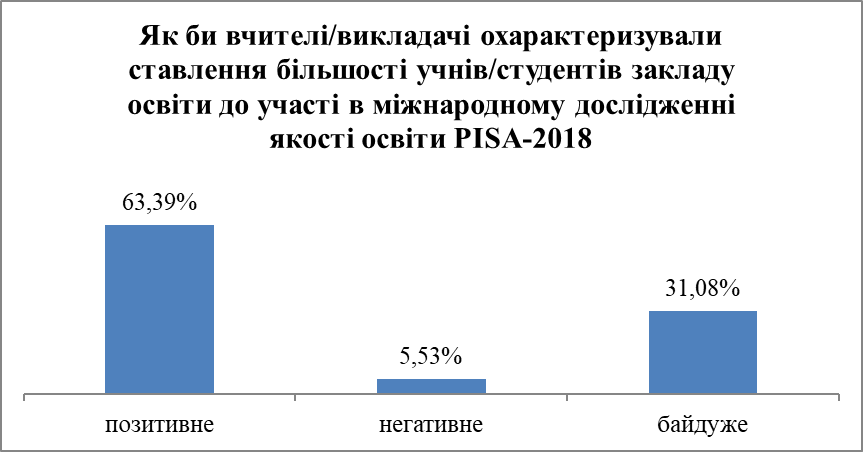 Як би вчителі/викладачі охарактеризували
ставлення більшості учнів/студентів закладу
освіти до участі в міжнародному дослідженні
якості освіти PISA-2018
63,39%
5,53%
31,08%
позитивне
негативне
байдуже